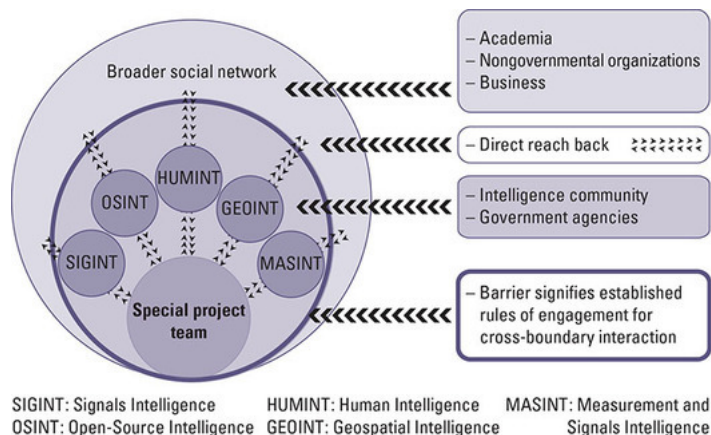 Broader social network
HUMINT
OSINT
GEOINT
SIGINT
MASINT
Special project
team
– Academia
– Nongovernmental organizations
– Business
– Direct reach back
– Intelligence community
– Government agencies
– Barrier signifies established
rules of engagement for
cross-boundary interaction
SIGINT: Signals Intelligence
HUMINT: Human Intelligence
MASINT: Measurement and
Signals Intelligence
OSINT: Open-Source Intelligence
GEOINT: Geospatial Intelligence